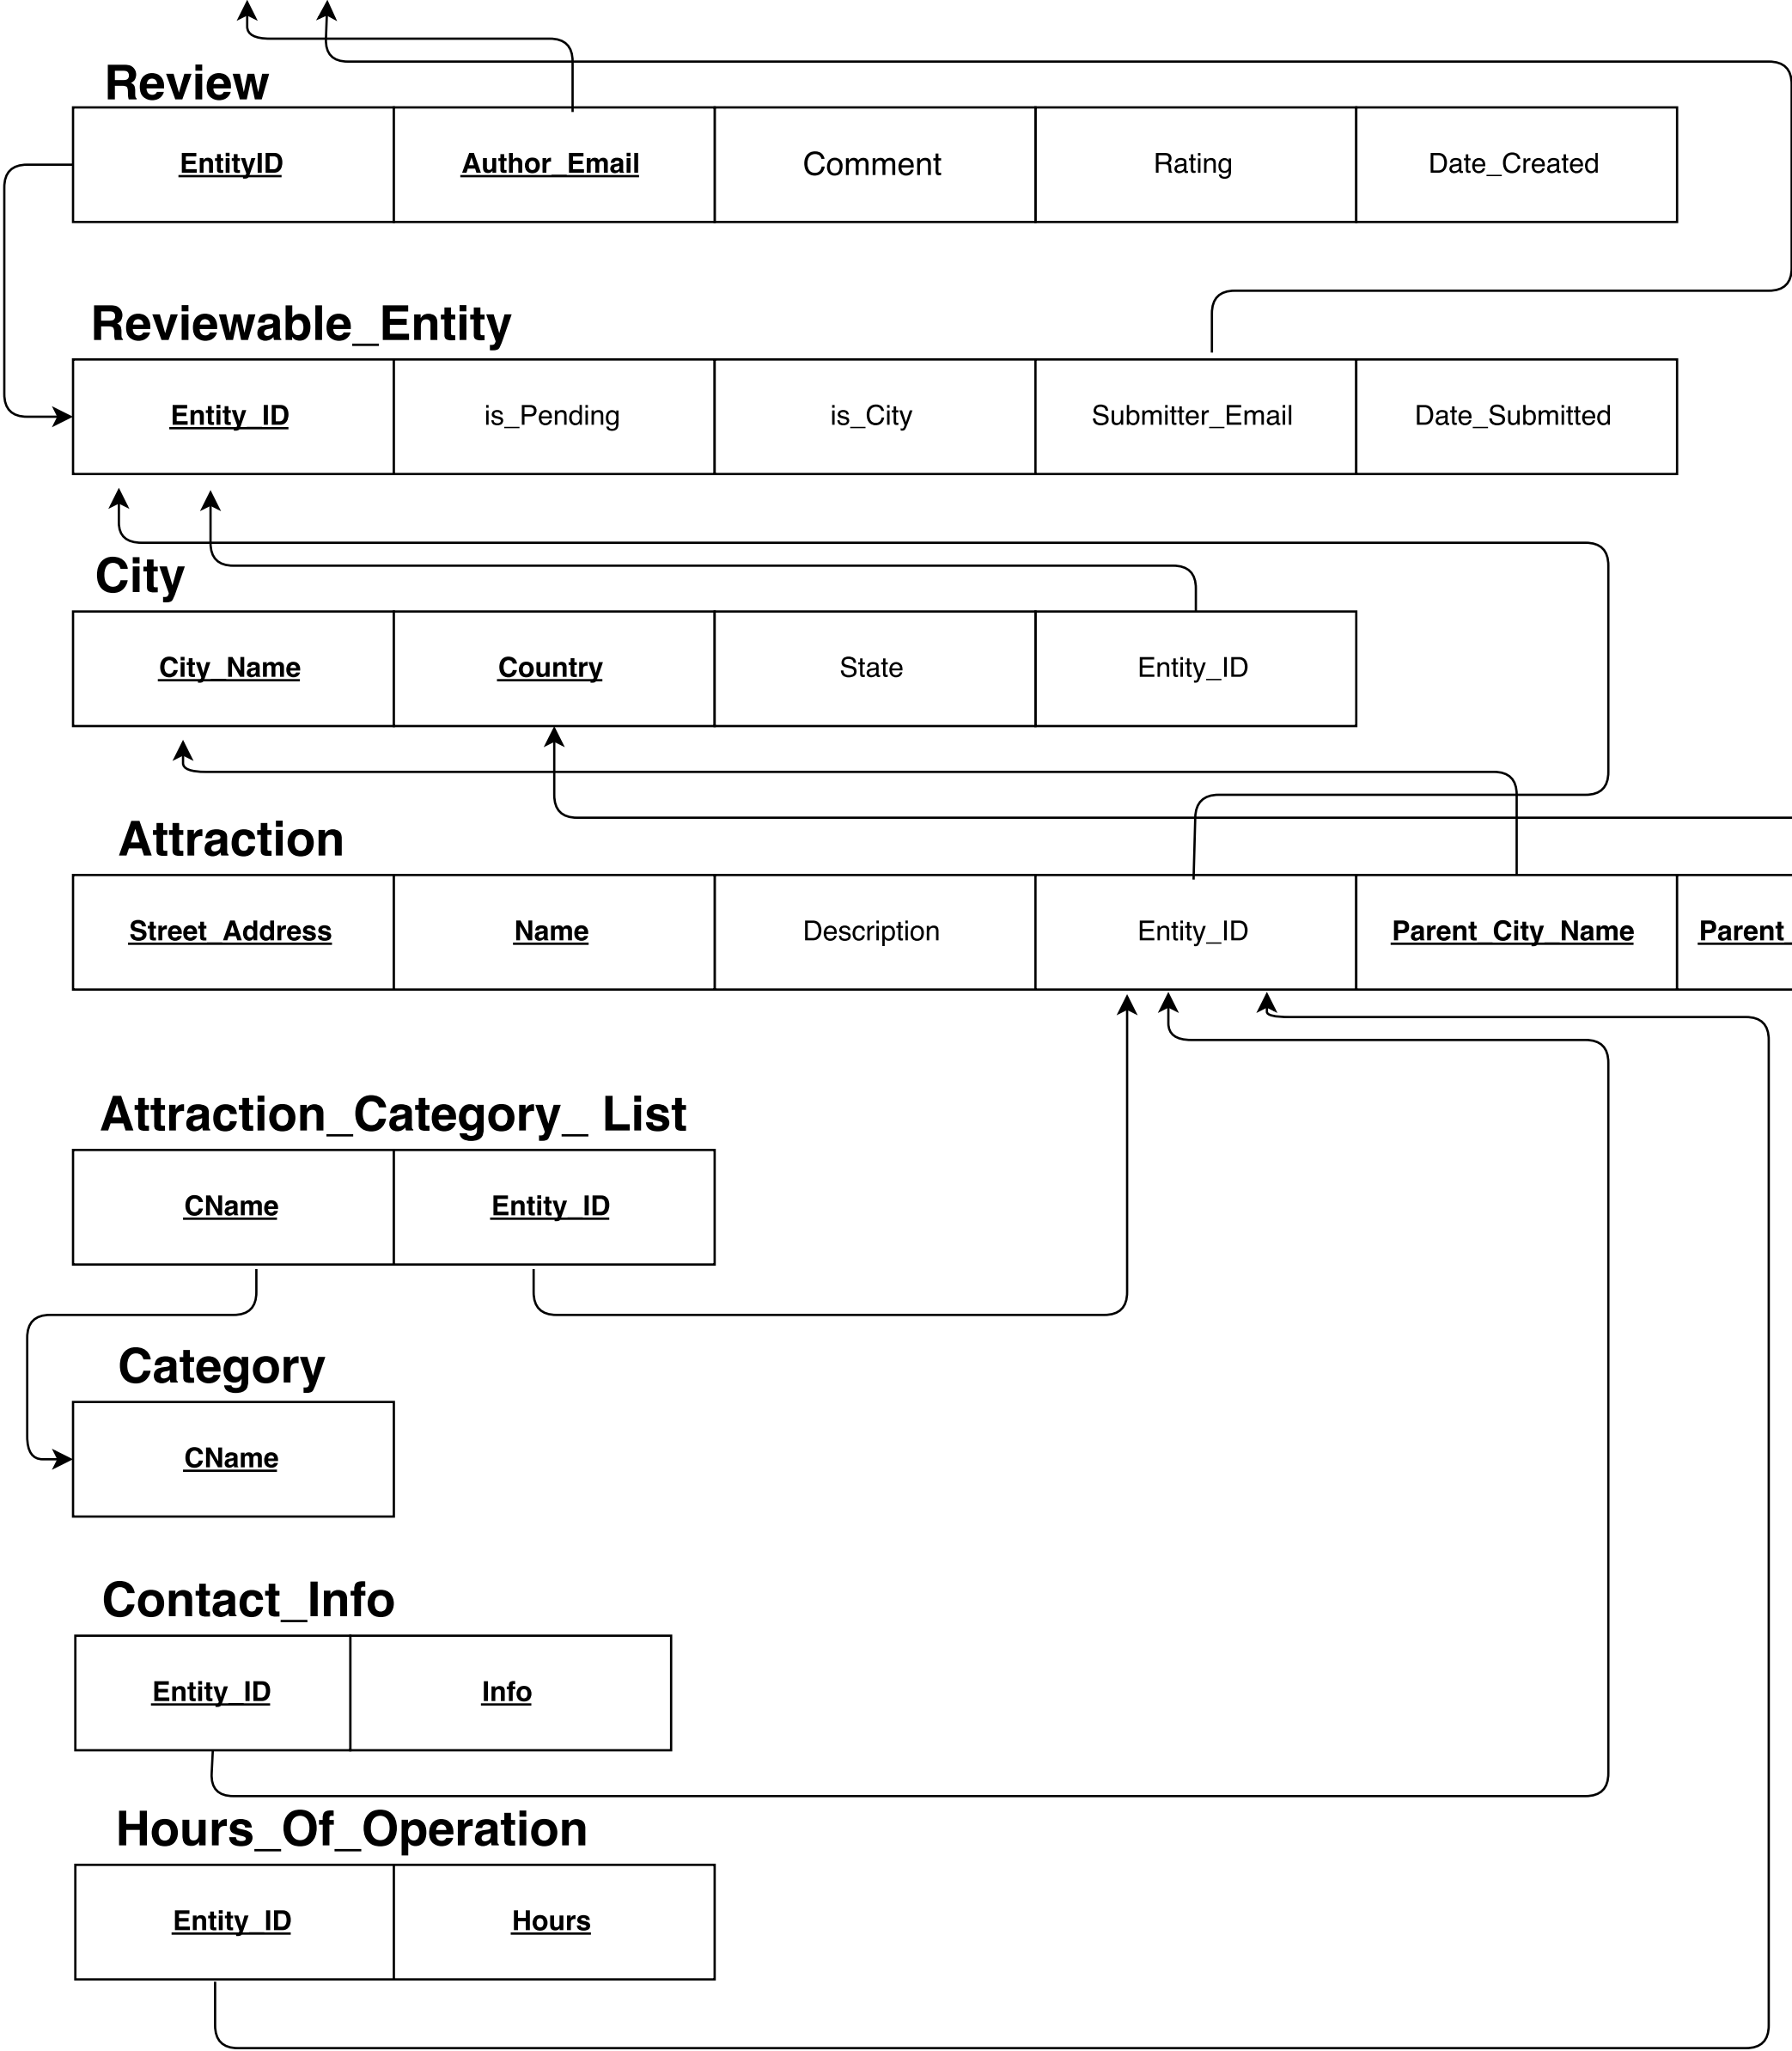 Review
EntityID Author_Email Comment Rating Date_Created
Reviewable_Entity
Entity_ID is_Pending is_City Submitter_Email Date_Submitted
City
City_Name Country State Entity_ID
Attraction
Street_Address Name Description Entity_ID Parent_City_Name Parent_
Attraction_Category_ List
CName Entity_ID
Category
CName
Contact_Info
Entity_ID Info
Hours_Of_Operation
Entity_ID Hours